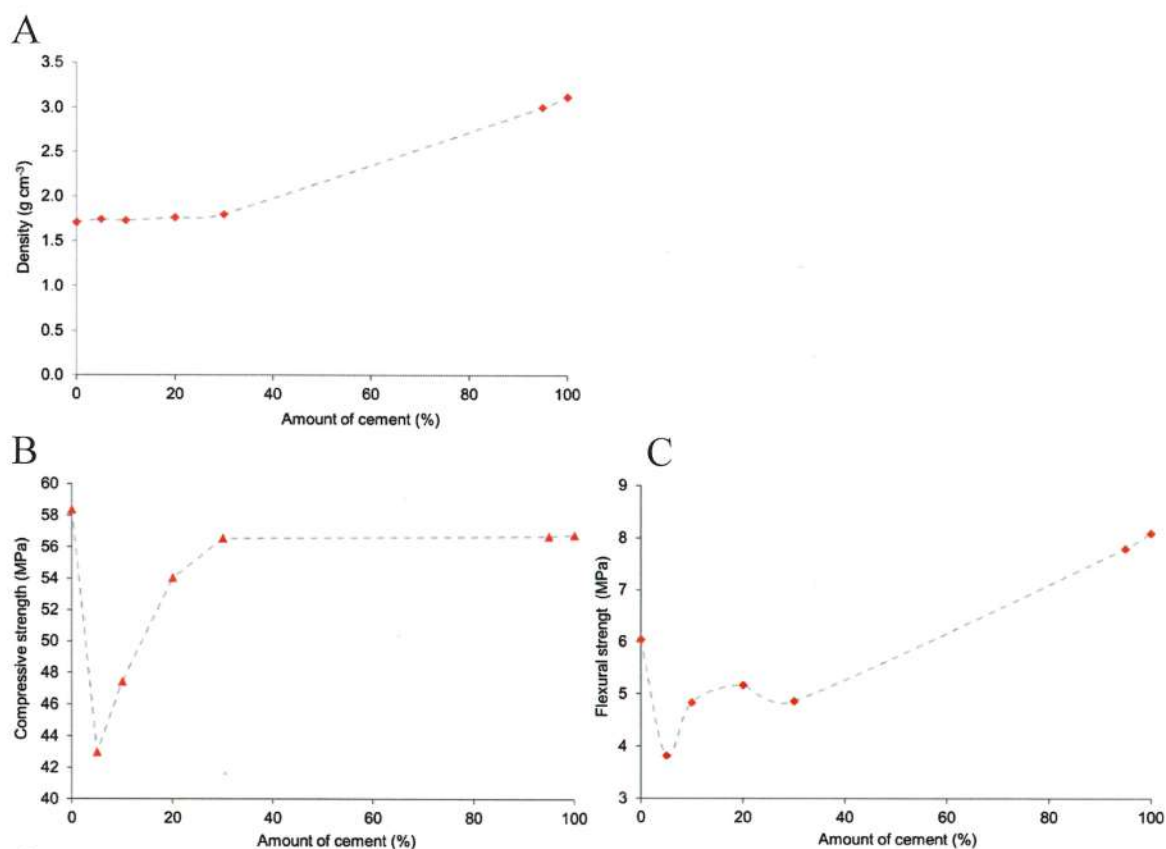 A
3.5
3.0
2.5
2.0
1.5
1.0
0.5
0.0
Density (g cm-3)
0 20 40 60 80 100
Amount of cement (%)
B
60
58
56
54
52
50
48
46
44
42
40
Compressive strength (MPa)
0 20 40 60 80 100
Amount of cement (%)
C
9
8
7
6
5
4
3
Flexural strengt (MPa)
0 20 40 60 80 100
Amount of cement (%)